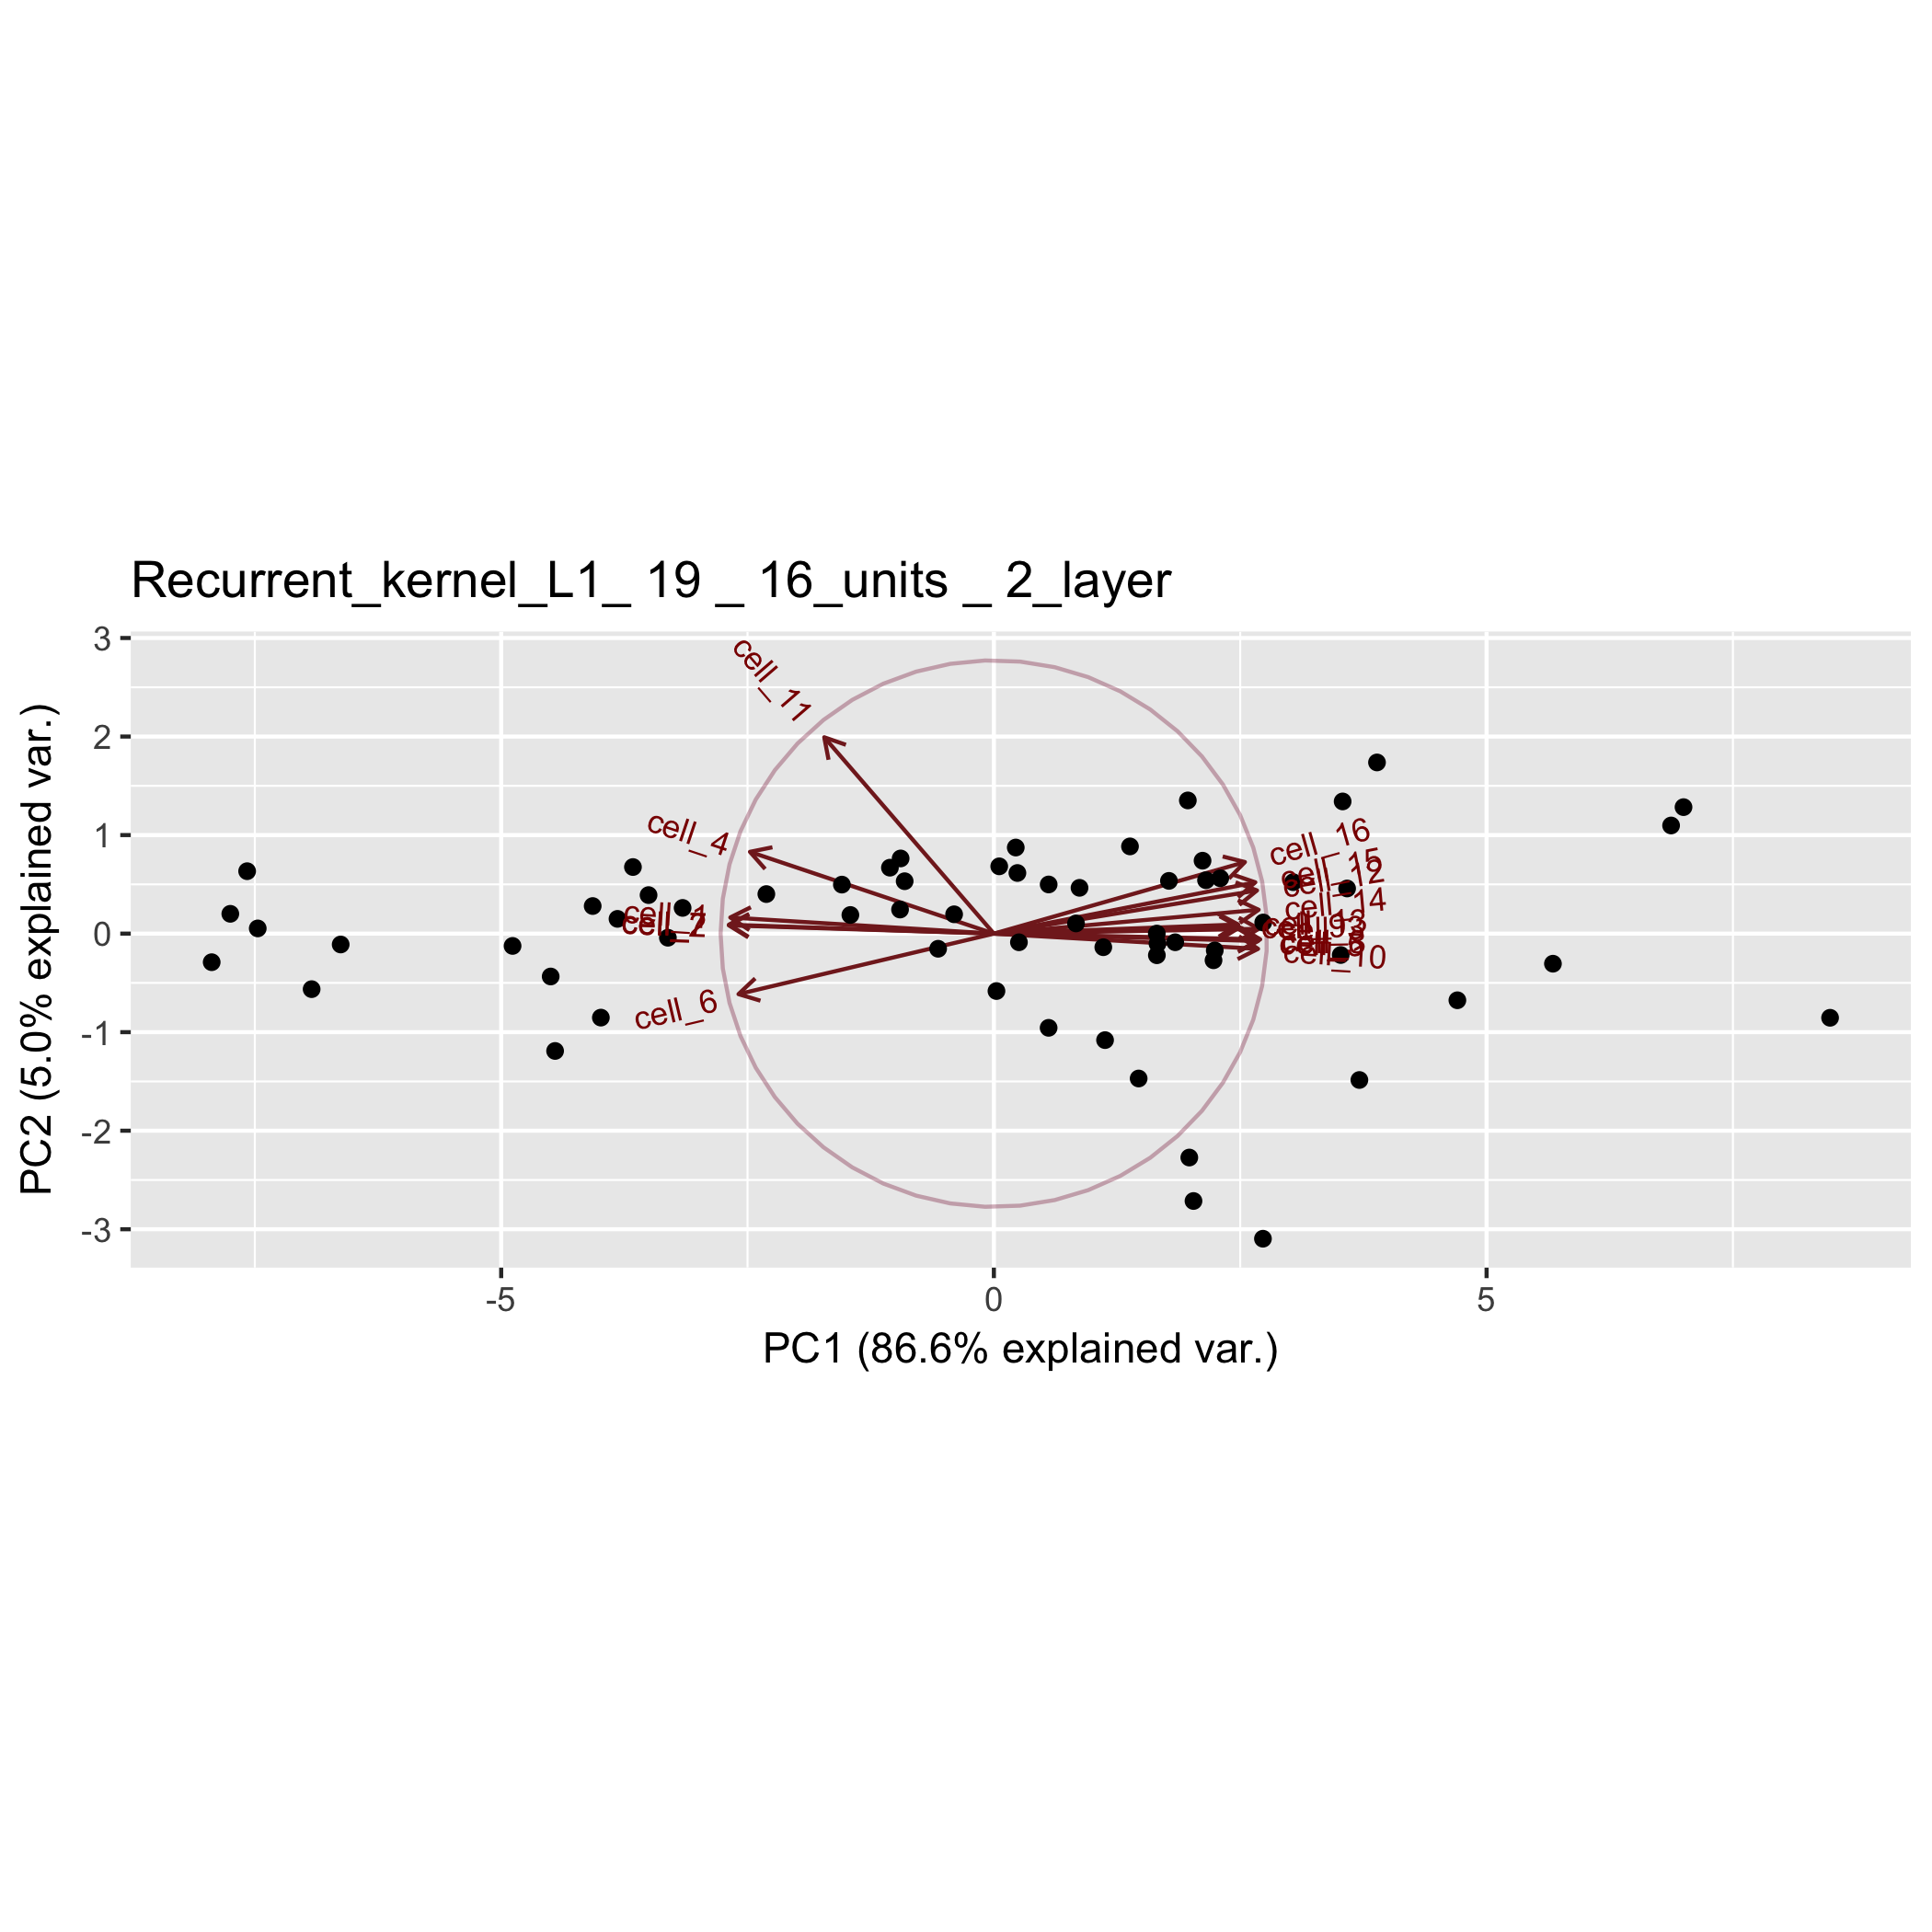 Recurrent_kernel_L1_ 19 _ 16_units _ 2_layer
PC2 (5.0% explained var.)
3
2
1
0
-1
-2
-3
cell_11
cell_4
cell_6
cell_16
cell_12
cell_14
cell_10
-5
0
5
PC1 (86.6% explained var.)